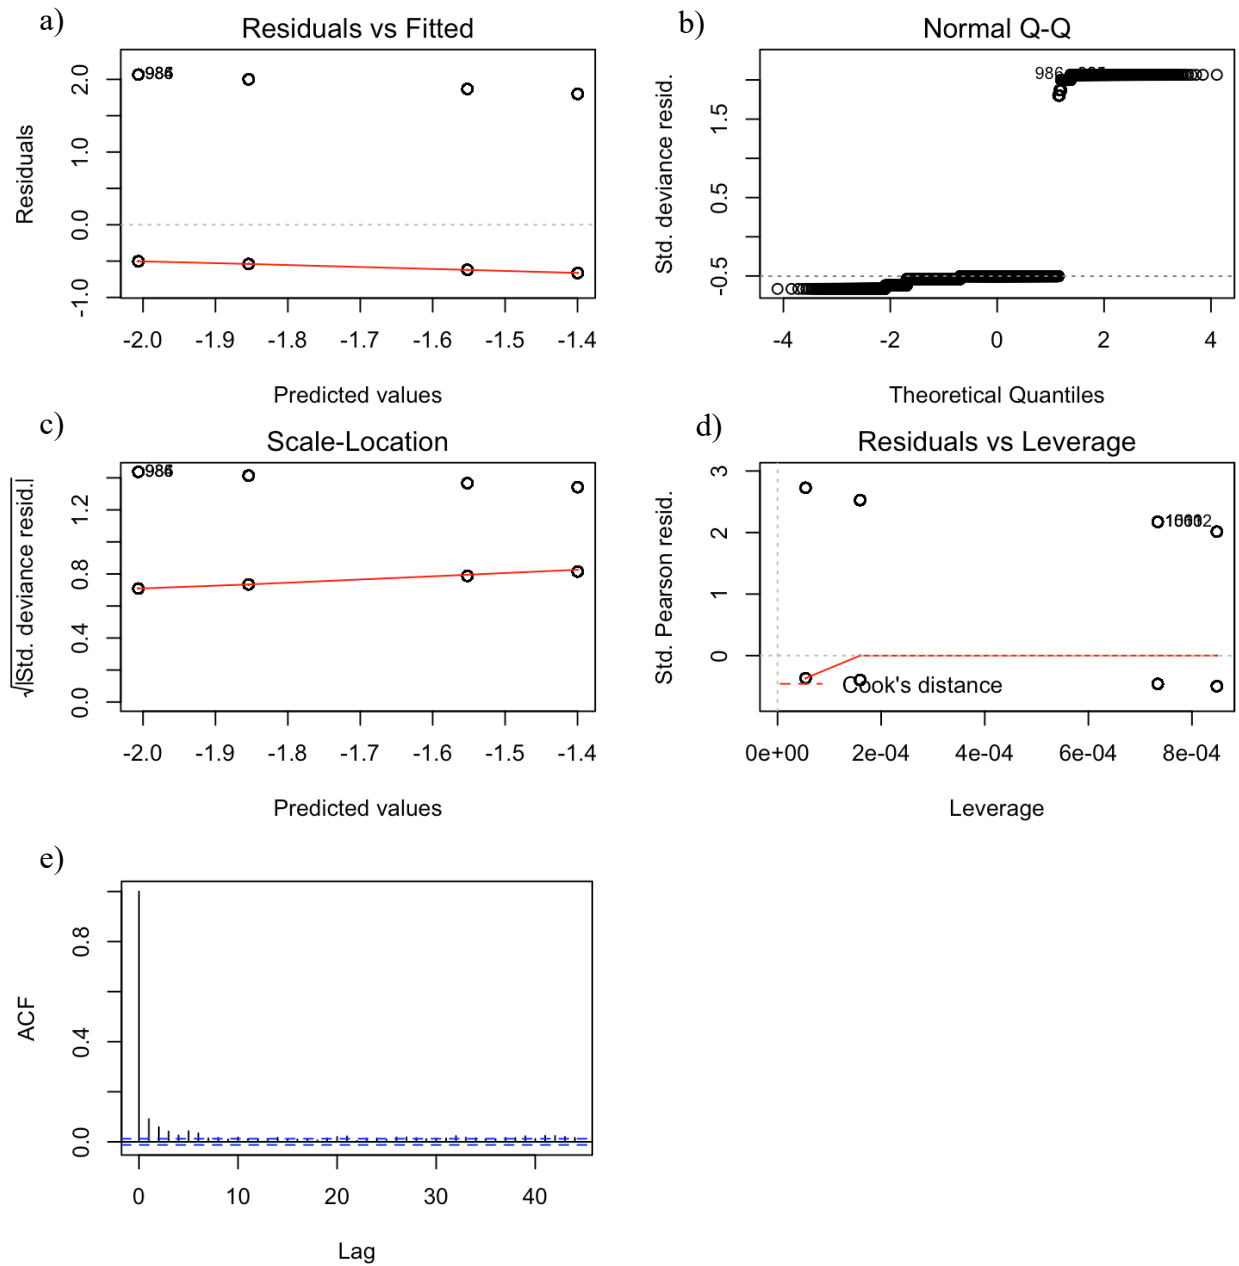 a)
Residuals vs Fitted
Residuals
2.0
1.0
0.0
-1.0
-2.0 -1.9 -1.8 -1.7 -1.6 -1.5 -1.4
Predicted values
b)
Normal Q-Q
Std. deviance resid.
1.5
0.5
-0.5
986
-4 -2 0 2 4
Theoretical Quantiles
c)
Scale-Location
√|Std. deviance resid.|
1.2
0.8
0.4
0.0
-2.0 -1.9 -1.8 -1.7 -1.6 -1.5 -1.4
Predicted values
d)
Residuals vs Leverage
Std. Pearson resid.
3
2
1
0
Cook's distance
0e+00 2e-04 4e-04 6e-04 8e-04
Leverage
e)
ACF
0.8
0.4
0.0
0 10 20 30 40
Lag